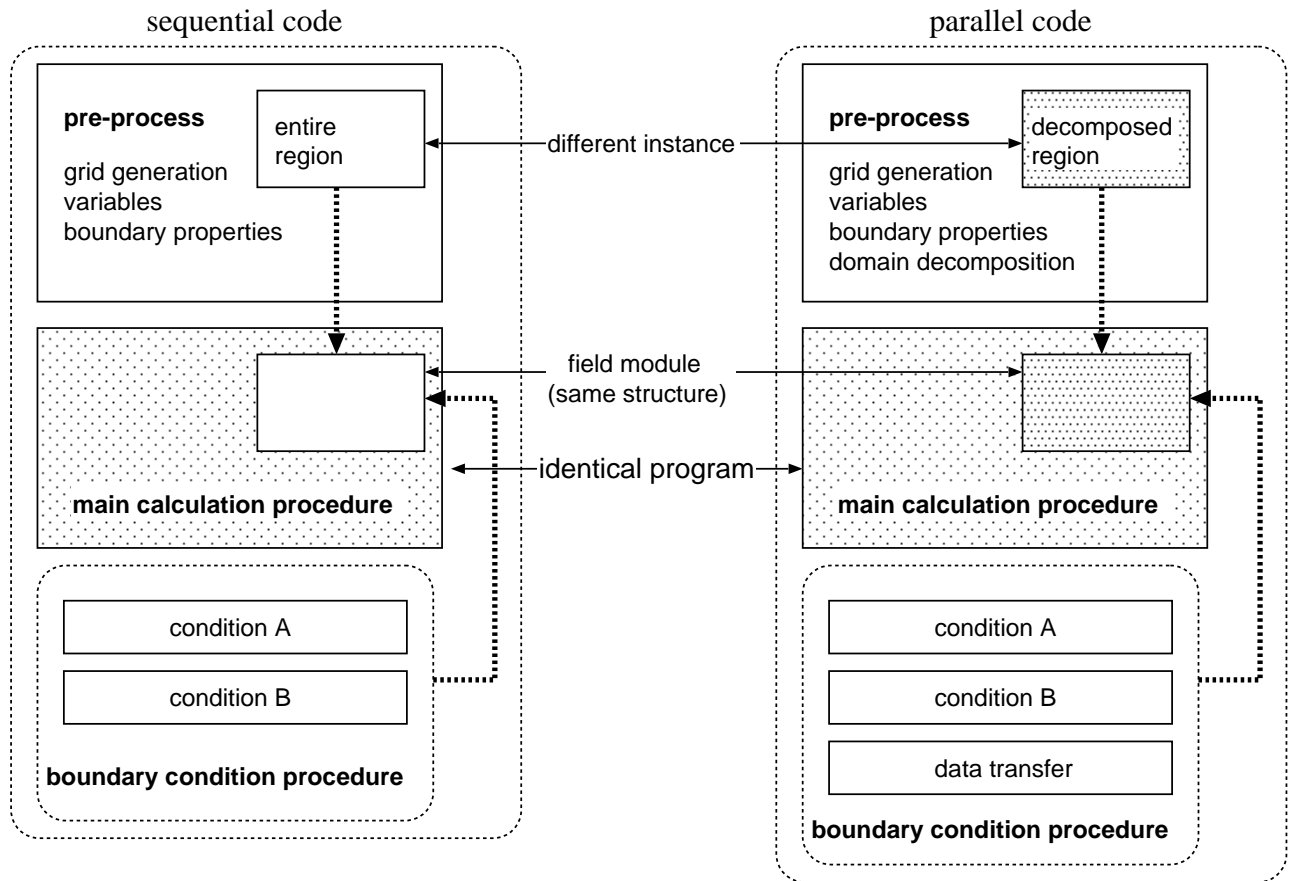 sequential code
pre-process
entire
region
grid generation
variables
boundary properties
main calculation procedure
condition A
condition B
boundary condition procedure
different instance
field module
(same structure)
identical program
parallel code
pre-process
decomposed
region
grid generation
variables
boundary properties
domain decomposition
main calculation procedure
condition A
condition B
data transfer
boundary condition procedure